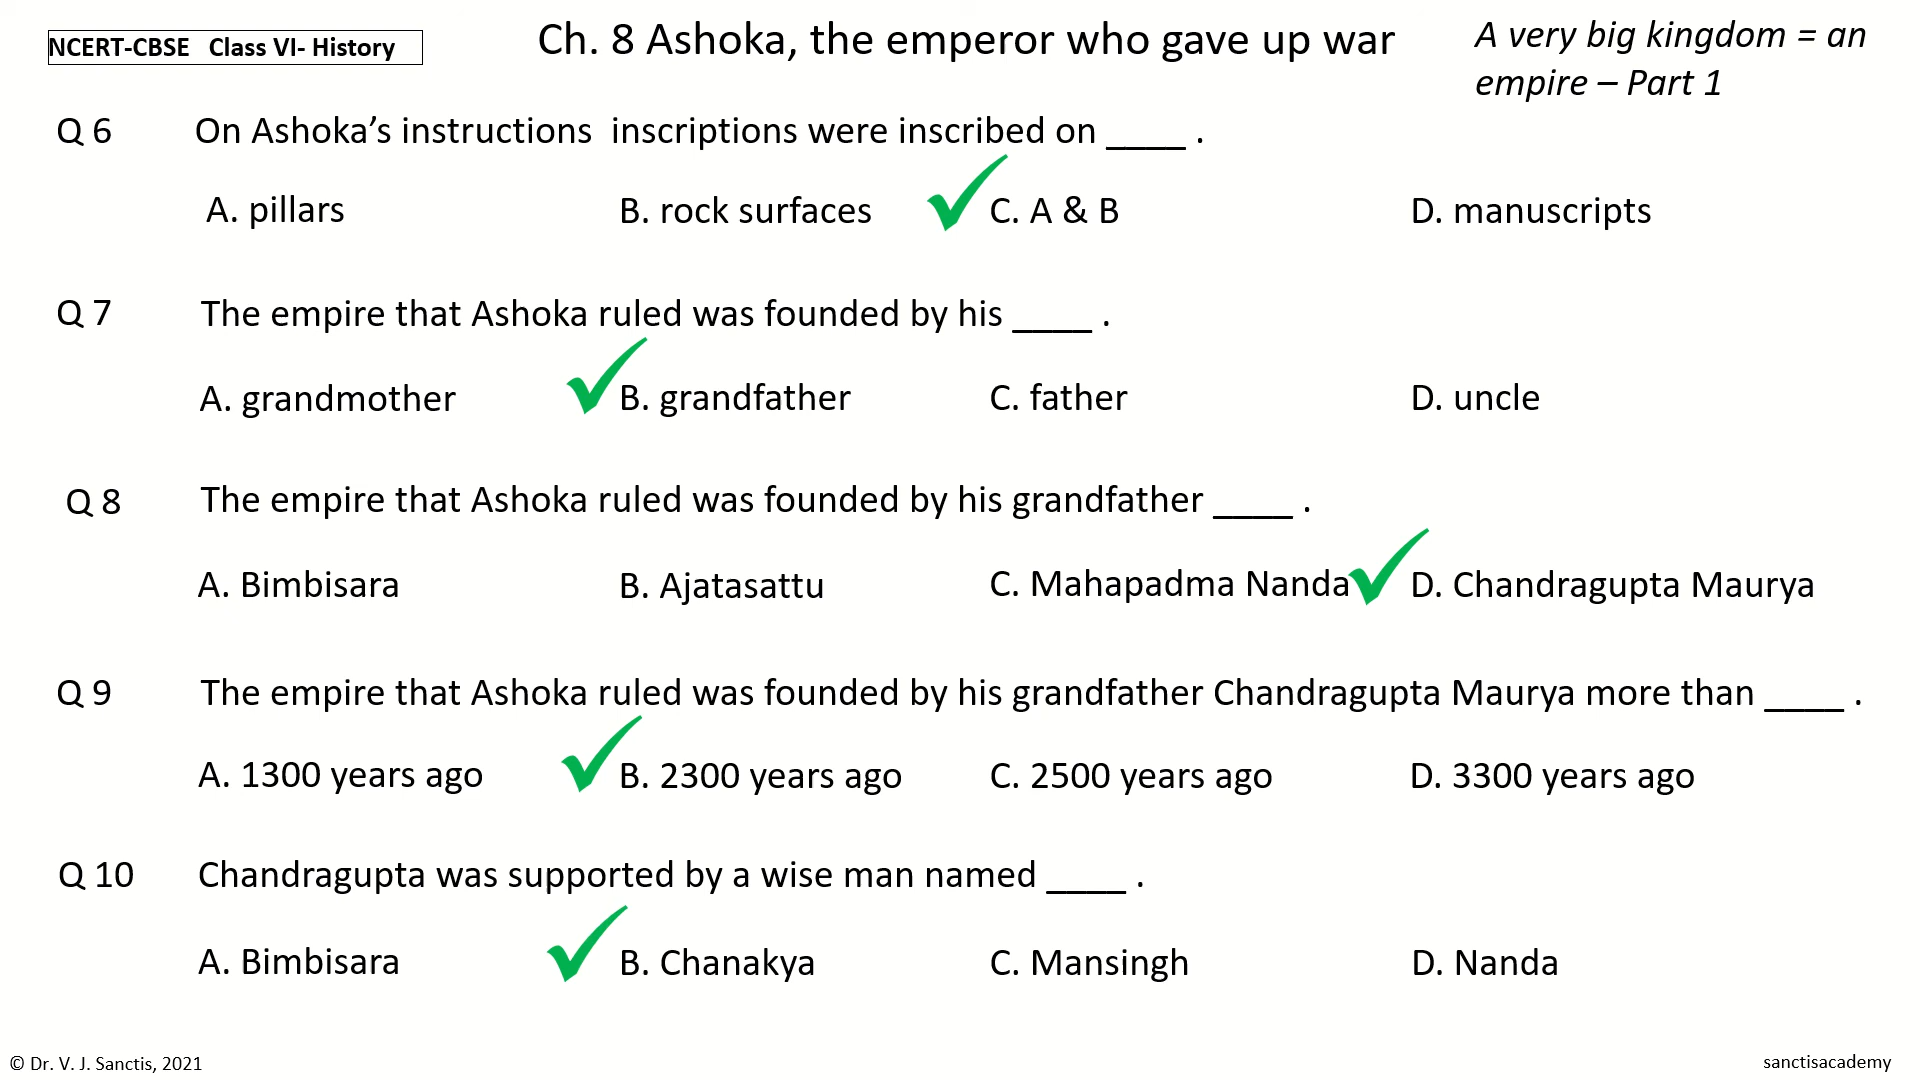 NCERT-CBSE Class VI- History
Ch. 8 Ashoka, the emperor who gave up war
A very big kingdom = an
empire – Part 1
Q 6 On Ashoka’s instructions inscriptions were inscribed on ____ .
A. pillars B. rock surfaces C. A & B D. manuscripts
Q 7 The empire that Ashoka ruled was founded by his ____ .
A. grandmother B. grandfather C. father D. uncle
Q 8 The empire that Ashoka ruled was founded by his grandfather ____ .
A. Bimbisara B. Ajatasattu C. Mahapadma Nanda D. Chandragupta Maurya
Q 9 The empire that Ashoka ruled was founded by his grandfather Chandragupta Maurya more than ____ .
A. 1300 years ago B. 2300 years ago C. 2500 years ago D. 3300 years ago
Q 10 Chandragupta was supported by a wise man named ____ .
A. Bimbisara B. Chanakya C. Mansingh D. Nanda
© Dr. V. J. Sanctis, 2021
sanctisacademy